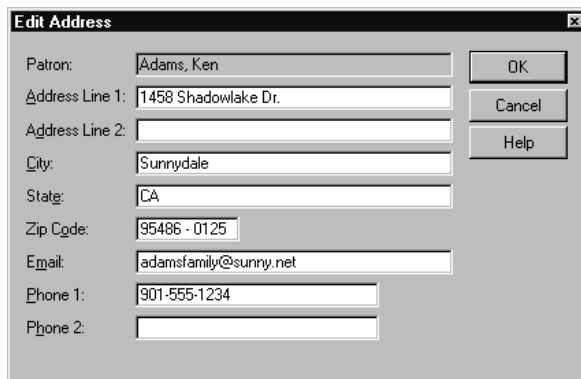 Edit Address
Patron: Adams, Ken OK
Address Line 1: 1458 Shadowlake Dr. Cancel
Address Line 2: Help
City: Sunnydale
State: CA
Zip Code: 95486 - 0125
Email: adamsfamily@sunny.net
Phone 1: 901-555-1234
Phone 2: